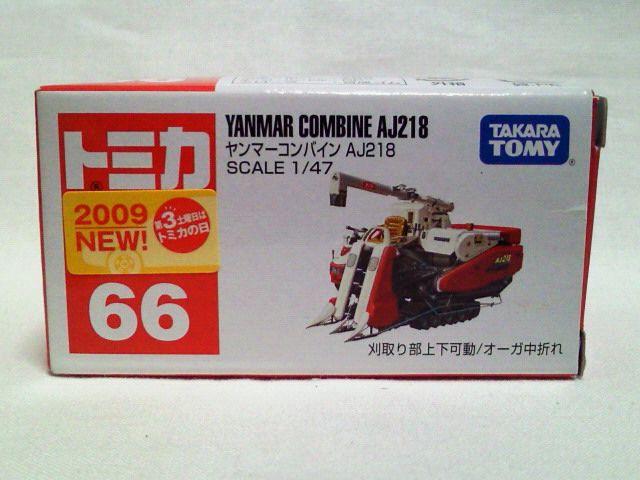 トミカ
YANMAR COMBINE AJ218
ヤンマーコンバイン AJ218
SCALE 1/47
TAKARA
TOMY
2009
NEW!
第3土曜日は
トミカの日
66
AJ218
刈取り部上下可動/オーガ中折れ